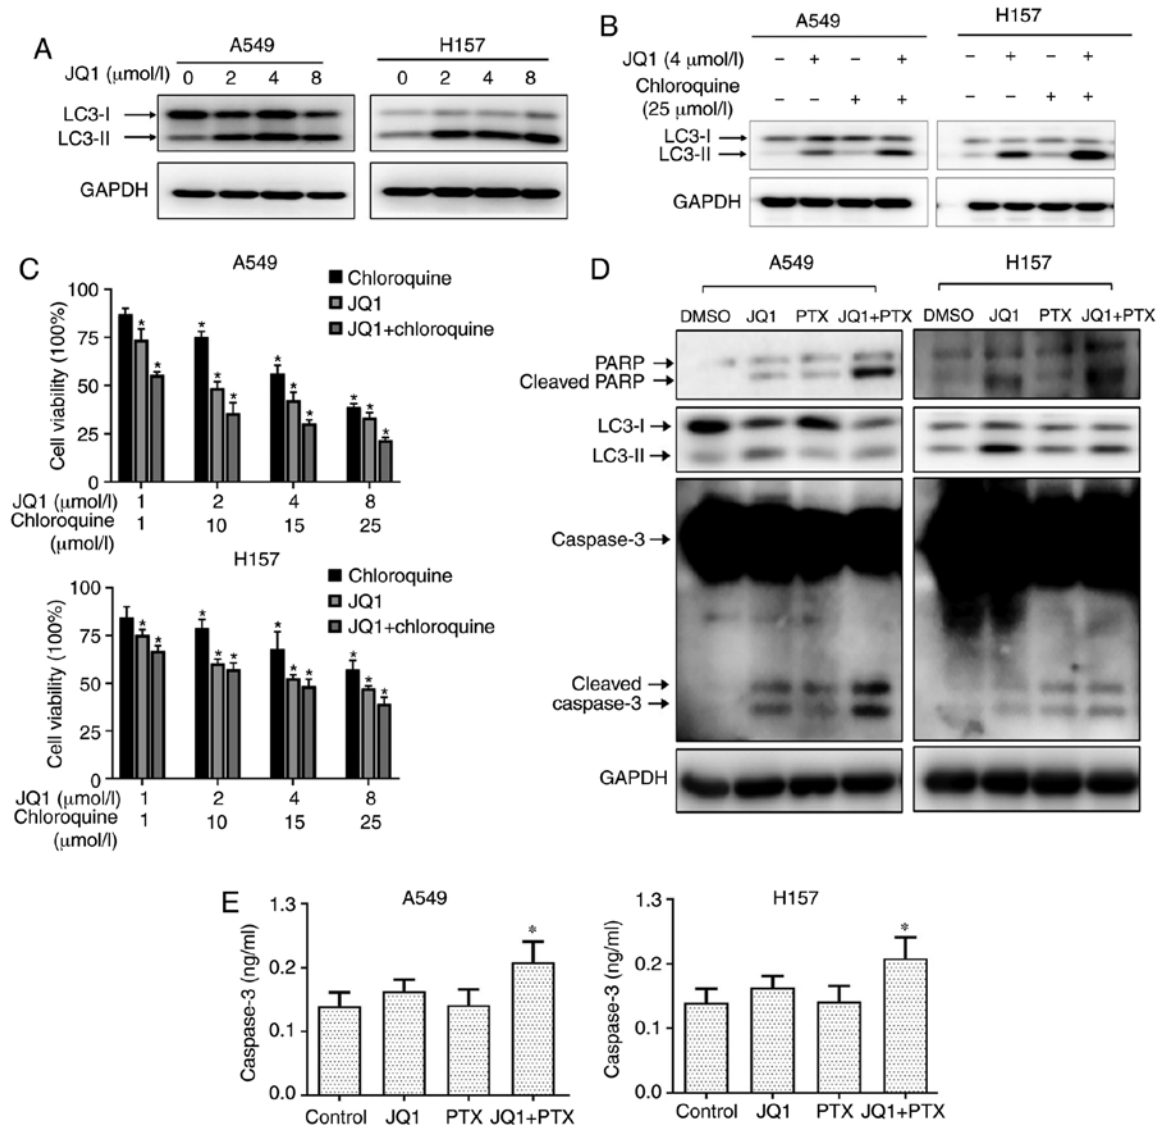 A
A549 H157
JQ1 (μmol/l) 0 2 4 8 0 2 4 8
LC3-I
LC3-II
GAPDH
B
A549 H157
JQ1 (4 μmol/l) – + – + – + – +
Chloroquine
(25 μmol/l) – – + + – – + +
LC3-I
LC3-II
GAPDH
C
A549
Chloroquine
JQ1
JQ1+chloroquine
Cell viability (100%)
100
75
50
25
0
* * * * * * * * * * *
JQ1 (μmol/l) 1 2 4 8
Chloroquine 1 10 15 25
(μmol/l)
H157
Chloroquine
JQ1
JQ1+chloroquine
Cell viability (100%)
100
75
50
25
0
* * * * * * * * * * *
JQ1 (μmol/l) 1 2 4 8
Chloroquine 1 10 15 25
(μmol/l)
D
A549 H157
DMSO JQ1 PTX JQ1+PTX DMSO JQ1 PTX JQ1+PTX
PARP
Cleaved PARP
LC3-I
LC3-II
Caspase-3
Cleaved
caspase-3
GAPDH
E
A549
Caspase-3 (ng/ml)
1.3
0.2
0.1
0.0
*
Control JQ1 PTX JQ1+PTX
H157
Caspase-3 (ng/ml)
1.3
0.2
0.1
0.0
*
Control JQ1 PTX JQ1+PTX